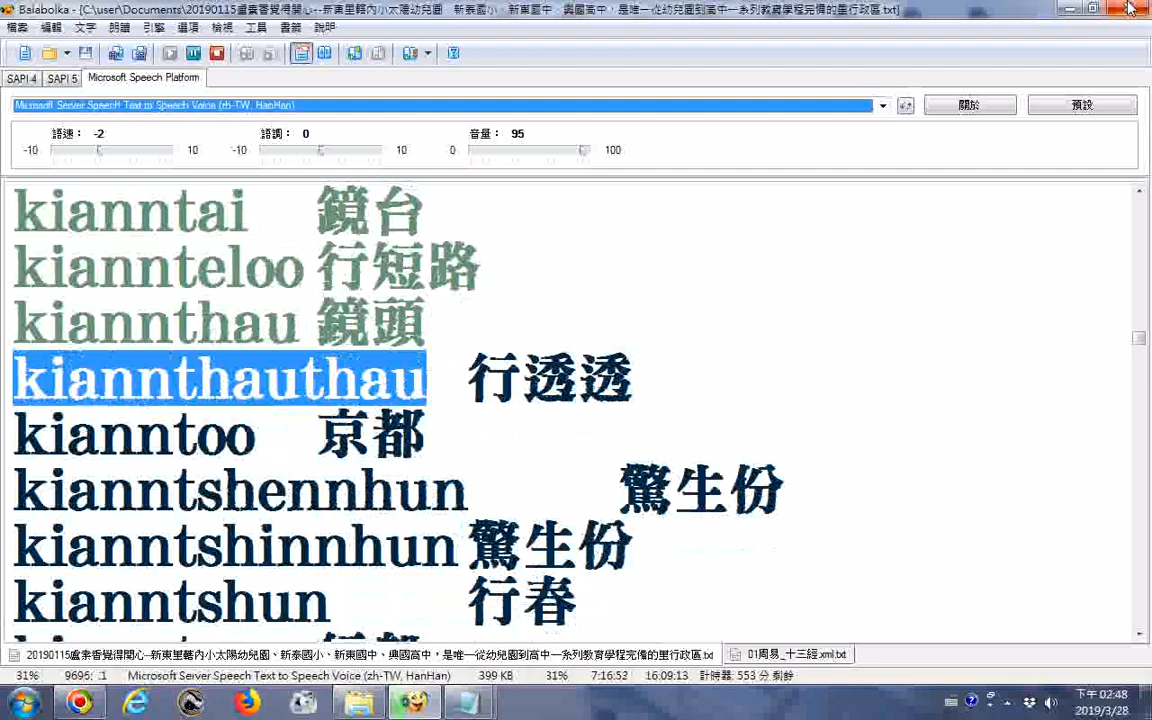 Balabolka - [C:\user\Documents\20190115盧素香覺得開心--新東里轄內小太陽幼兒園、新泰國小、新東國中、興國高中，是唯一從幼兒園到高中一系列教育學程完備的里行政區.txt]
檔案 編輯 文字 朗讀 引擎 選項 檢視 工具 書籤 說明
SAPI 4 SAPI 5 Microsoft Speech Platform
Microsoft Server Speech Text to Speech Voice (zh-TW, HanHan) 關於 預設
語速： -2 語調： 0 音量： 95
-10 10 -10 10 0 100
kianntai 鏡台
kiannteloo 行短路
kiannthau 鏡頭
kiannthauthau 行透透
kianntoo 京都
kianntshennhun 驚生份
kianntshinnhun 驚生份
kianntshun 行春
20190115盧素香覺得開心--新東里轄內小太陽幼兒園、新泰國小、新東國中、興國高中，是唯一從幼兒園到高中一系列教育學程完備的里行政區.txt 01周易_十三經.xml.txt
31% 9695: :1 Microsoft Server Speech Text to Speech Voice (zh-TW, HanHan) 399 KB 31% 7:16:52 16:09:13 計時器: 553 分 剩餘
下午 02:48
2019/3/28